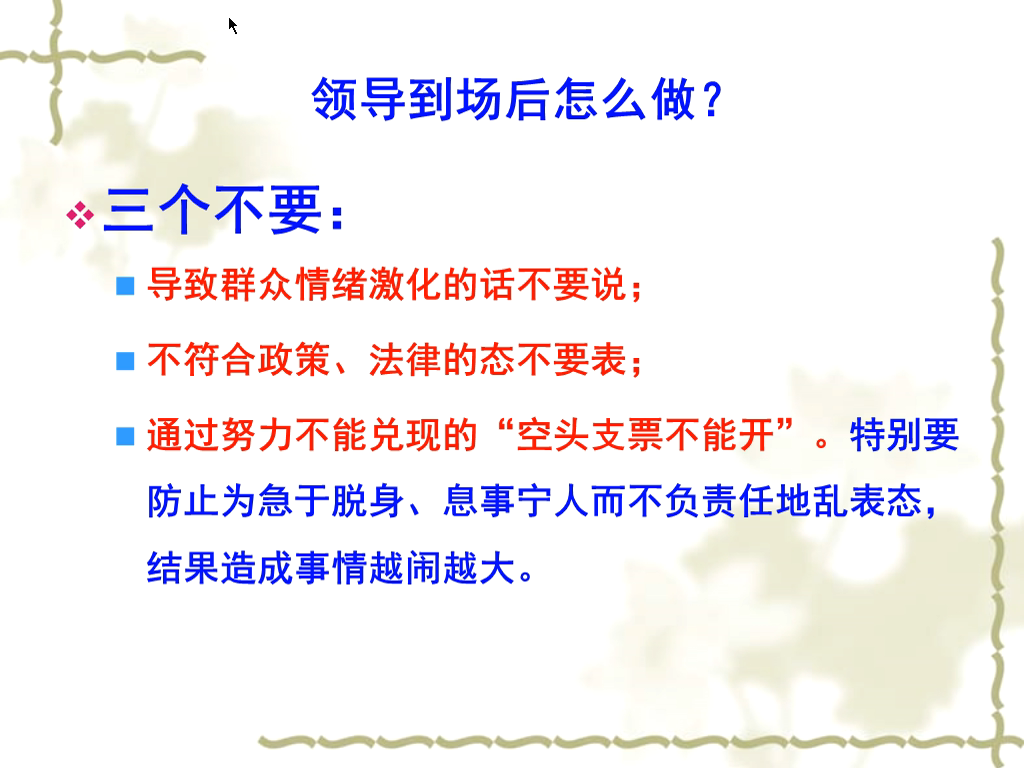 领导到场后怎么做?
三个不要：
导致群众情绪激化的话不要说；
不符合政策、法律的态不要表；
通过努力不能兑现的“空头支票不能开”。特别要
防止为急于脱身、息事宁人而不负责任地乱表态，
结果造成事情越闹越大。